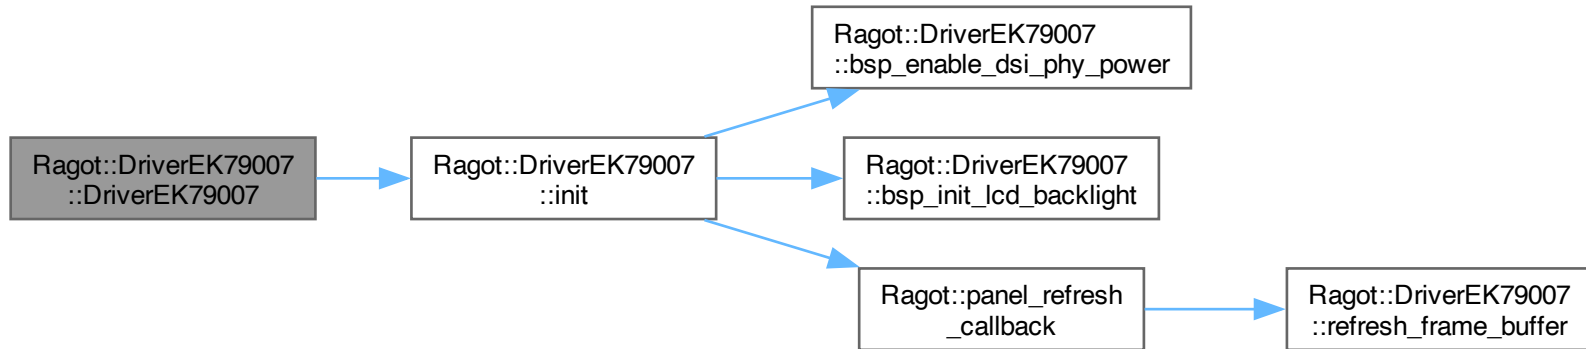 Ragot::DriverEK79007
::DriverEK79007
Ragot::DriverEK79007
::init
Ragot::DriverEK79007
::bsp_enable_dsi_phy_power
Ragot::DriverEK79007
::bsp_init_lcd_backlight
Ragot::panel_refresh
_callback
Ragot::DriverEK79007
::refresh_frame_buffer